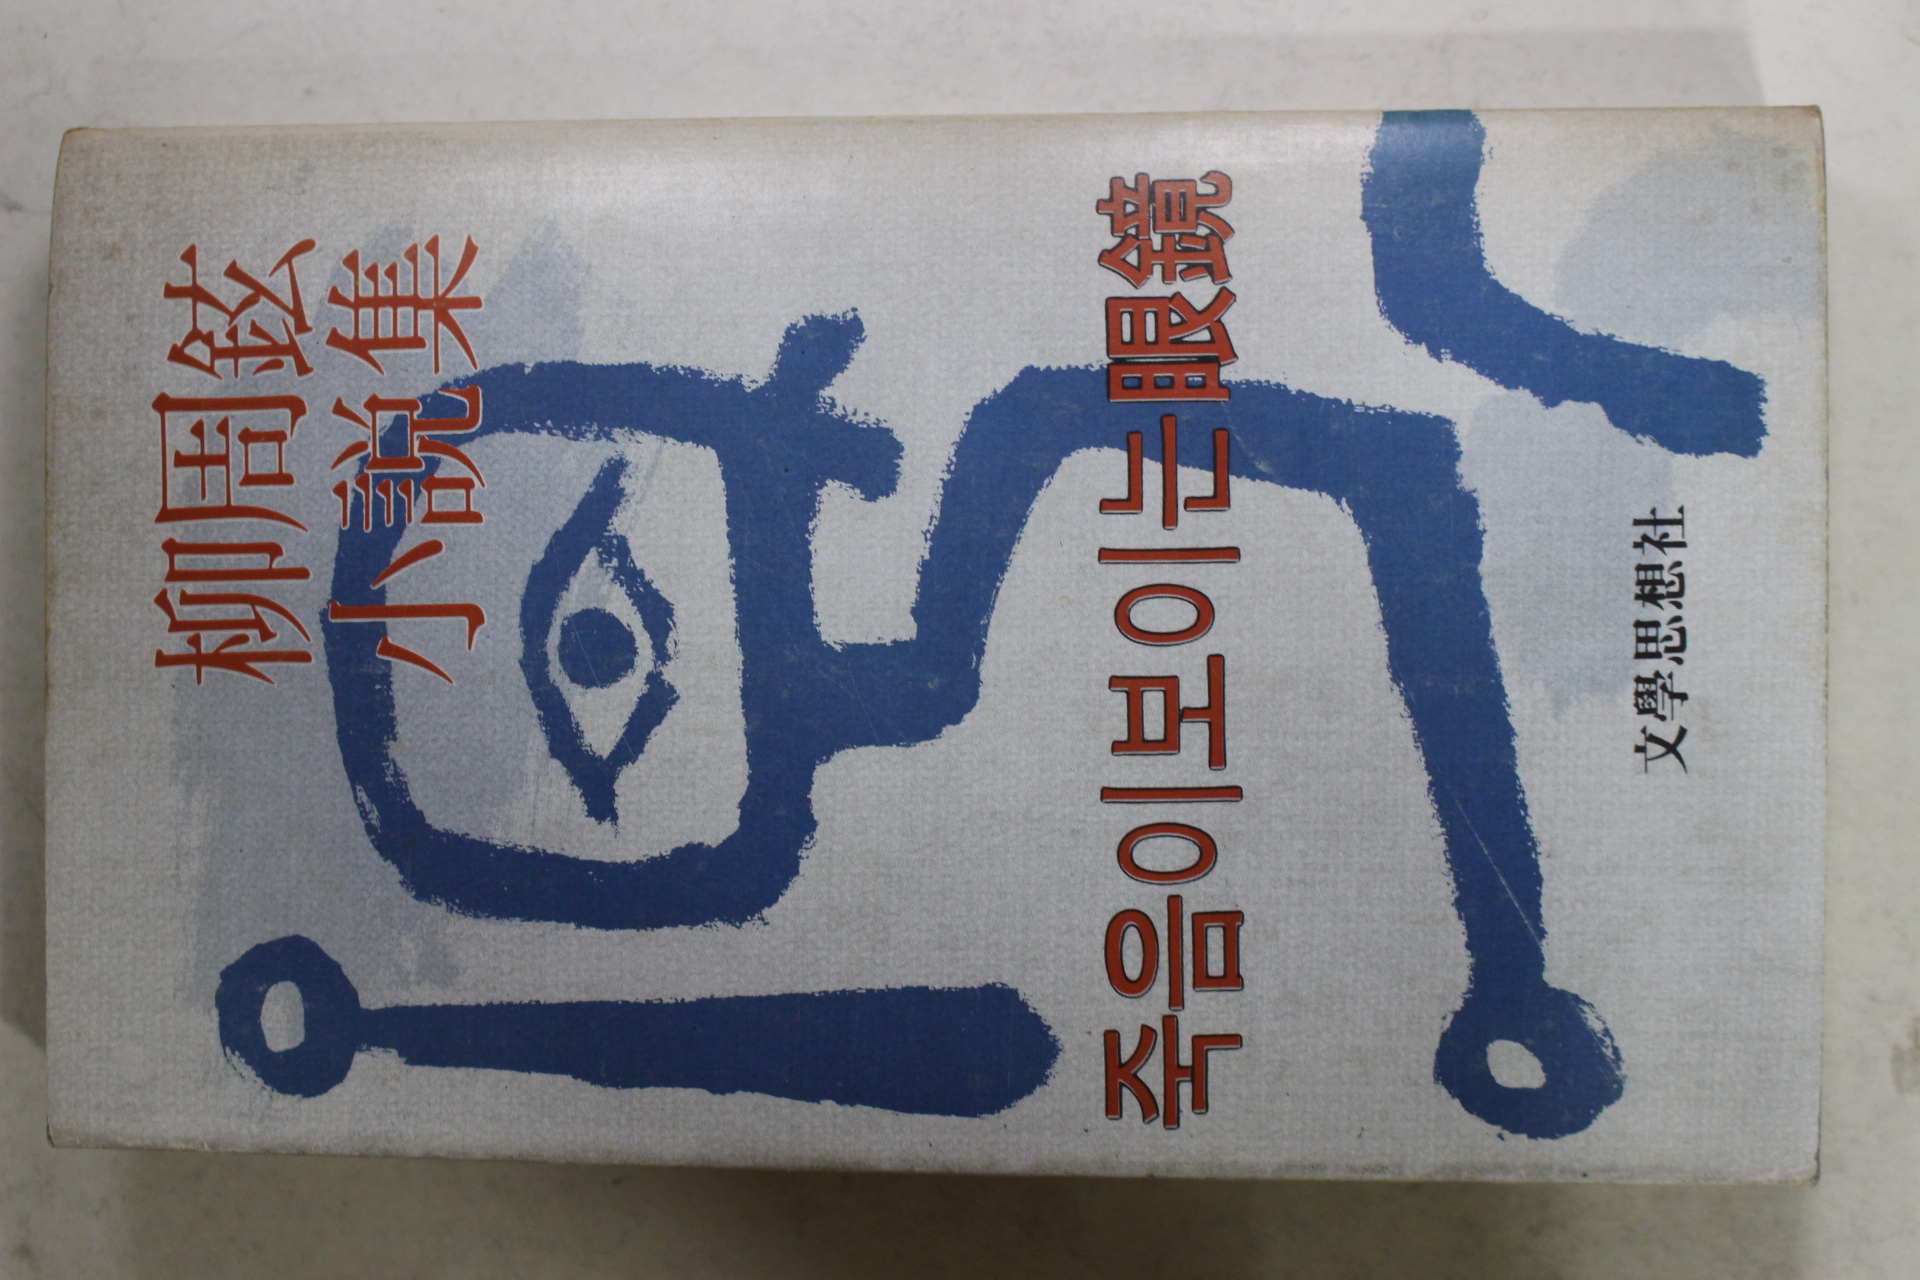 柳周鉉
小說集
죽음이보이는眼鏡
文學思想社